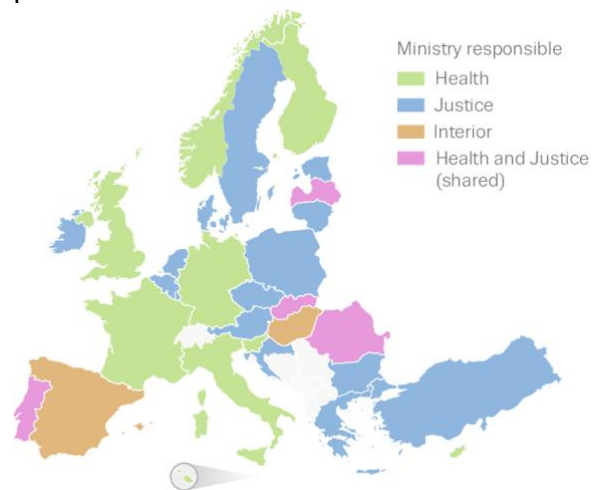 Ministry responsible
Health
Justice
Interior
Health and Justice
(shared)